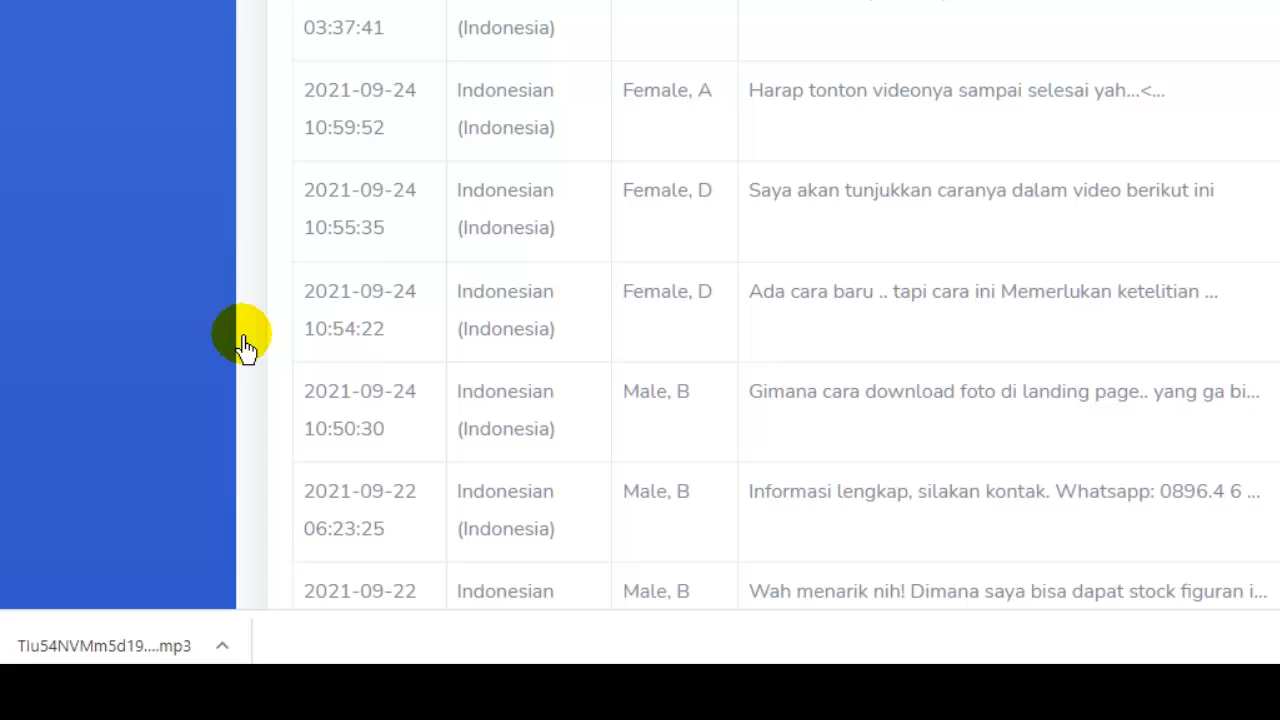 03:37:41 (Indonesia)
2021-09-24 Indonesian Female, A Harap tonton videonya sampai selesai yah...<...
10:59:52 (Indonesia)
2021-09-24 Indonesian Female, D Saya akan tunjukkan caranya dalam video berikut ini
10:55:35 (Indonesia)
2021-09-24 Indonesian Female, D Ada cara baru .. tapi cara ini Memerlukan ketelitian ...
10:54:22 (Indonesia)
2021-09-24 Indonesian Male, B Gimana cara download foto di landing page.. yang ga bi...
10:50:30 (Indonesia)
2021-09-22 Indonesian Male, B Informasi lengkap, silakan kontak. Whatsapp: 0896.4 6 ...
06:23:25 (Indonesia)
2021-09-22 Indonesian Male, B Wah menarik nih! Dimana saya bisa dapat stock figuran i...
TIu54NVMm5d19....mp3